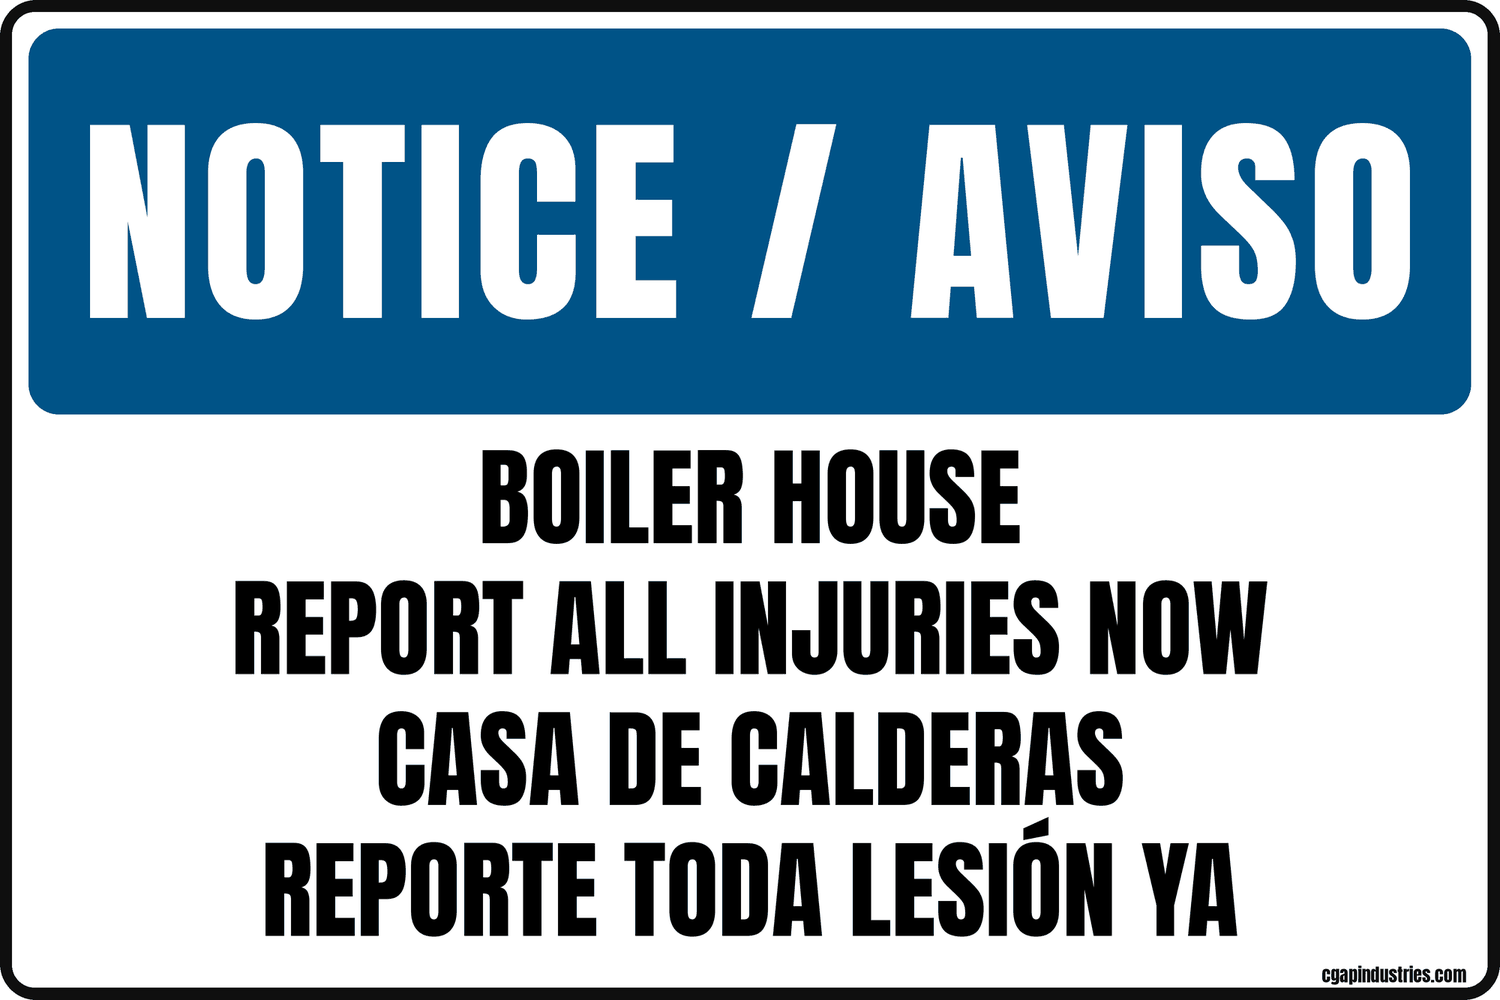 NOTICE / AVISO
BOILER HOUSE
REPORT ALL INJURIES NOW
CASA DE CALDERAS
REPORTE TODA LESIÓN YA
cgapindustries.com